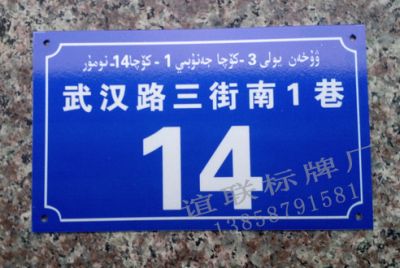 ۋۇخەن يولى 3 -كوچا جەنۇبىي 1 - كوچا 14-نومۇر
武汉路三街南1巷
14
谊联标牌厂
13858791581